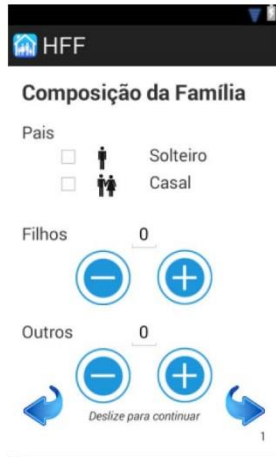 HFF
Composição da Família
Pais
Solteiro
Casal
Filhos 0
Outros 0
Deslize para continuar
1